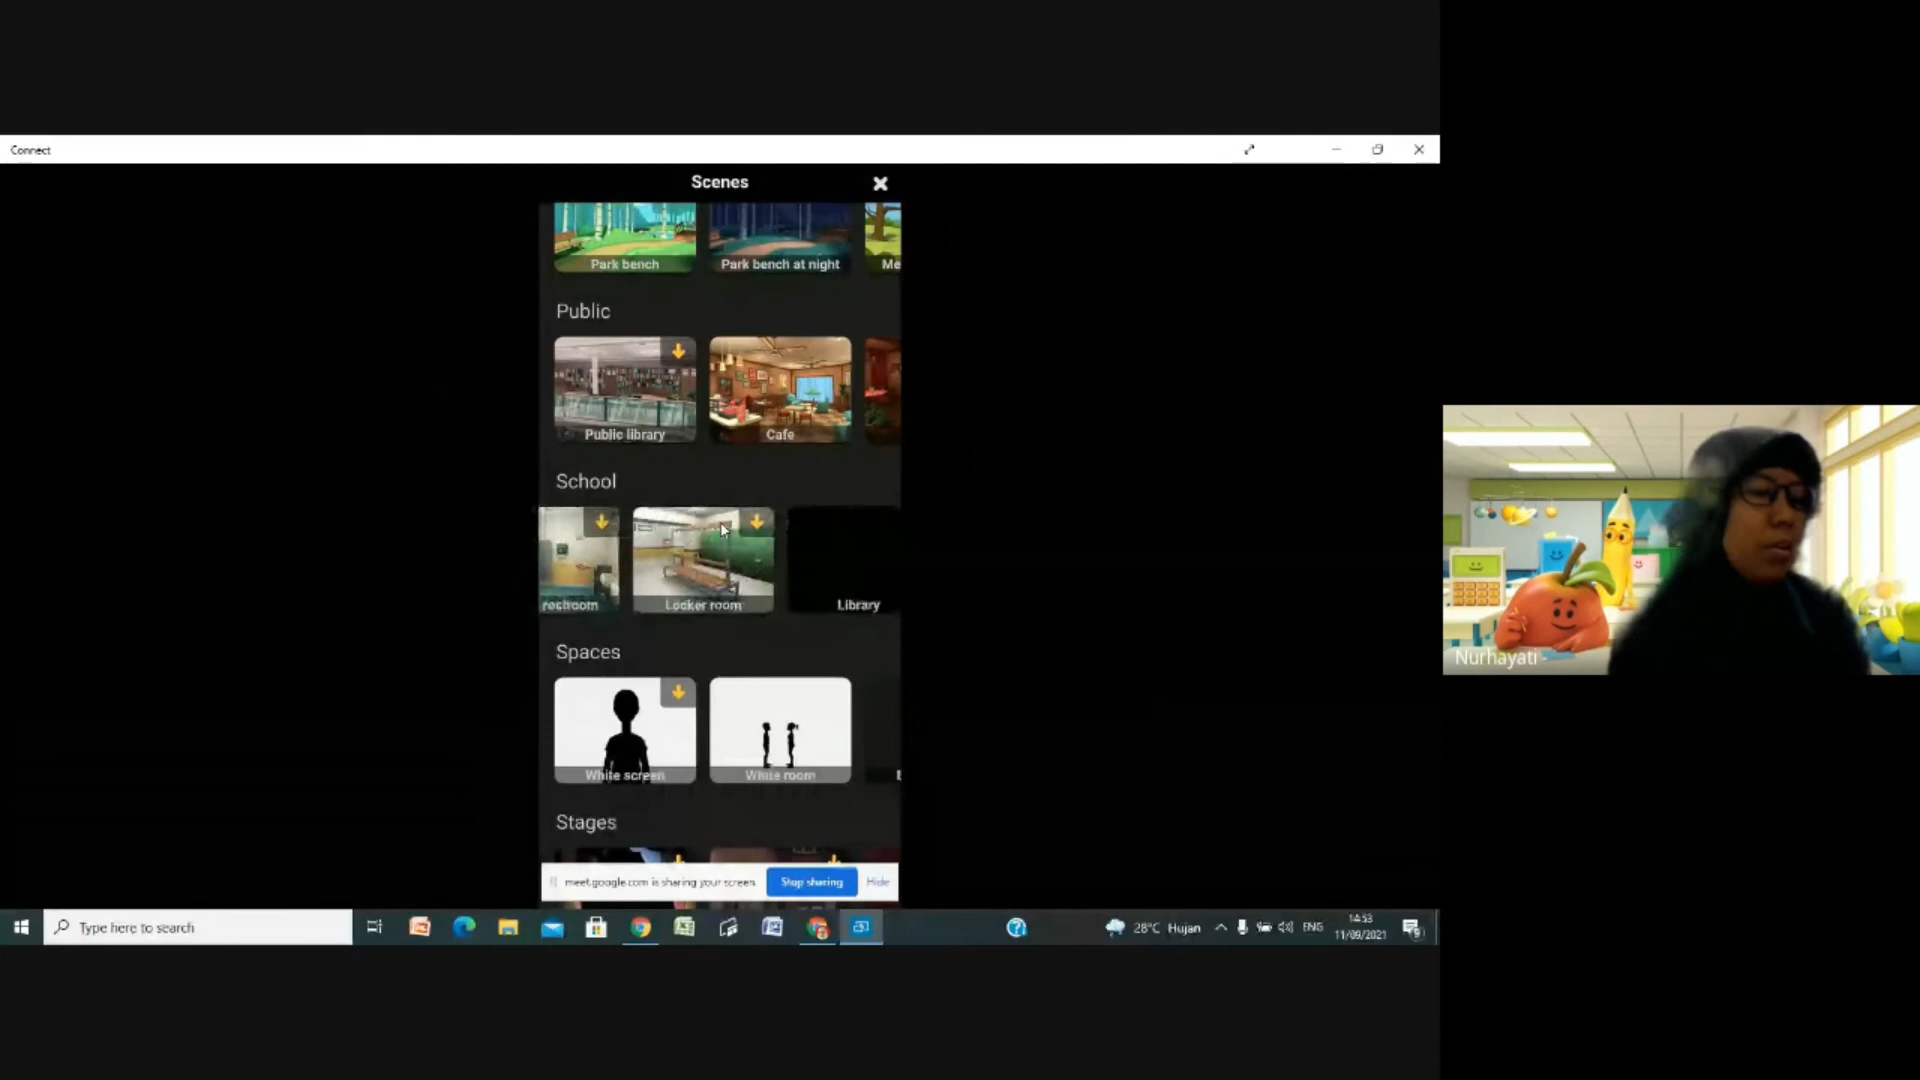 Connect
Scenes
Park bench
Park bench at night
Me
Public
Public library
Cafe
School
Locker room
Library
Spaces
White screen
White room
Stages
meet.google.com is sharing your screen.
Stop sharing
Hide
Nurhayati -
Type here to search
28°C Hujan
ENG
14:53
11/09/2021
9